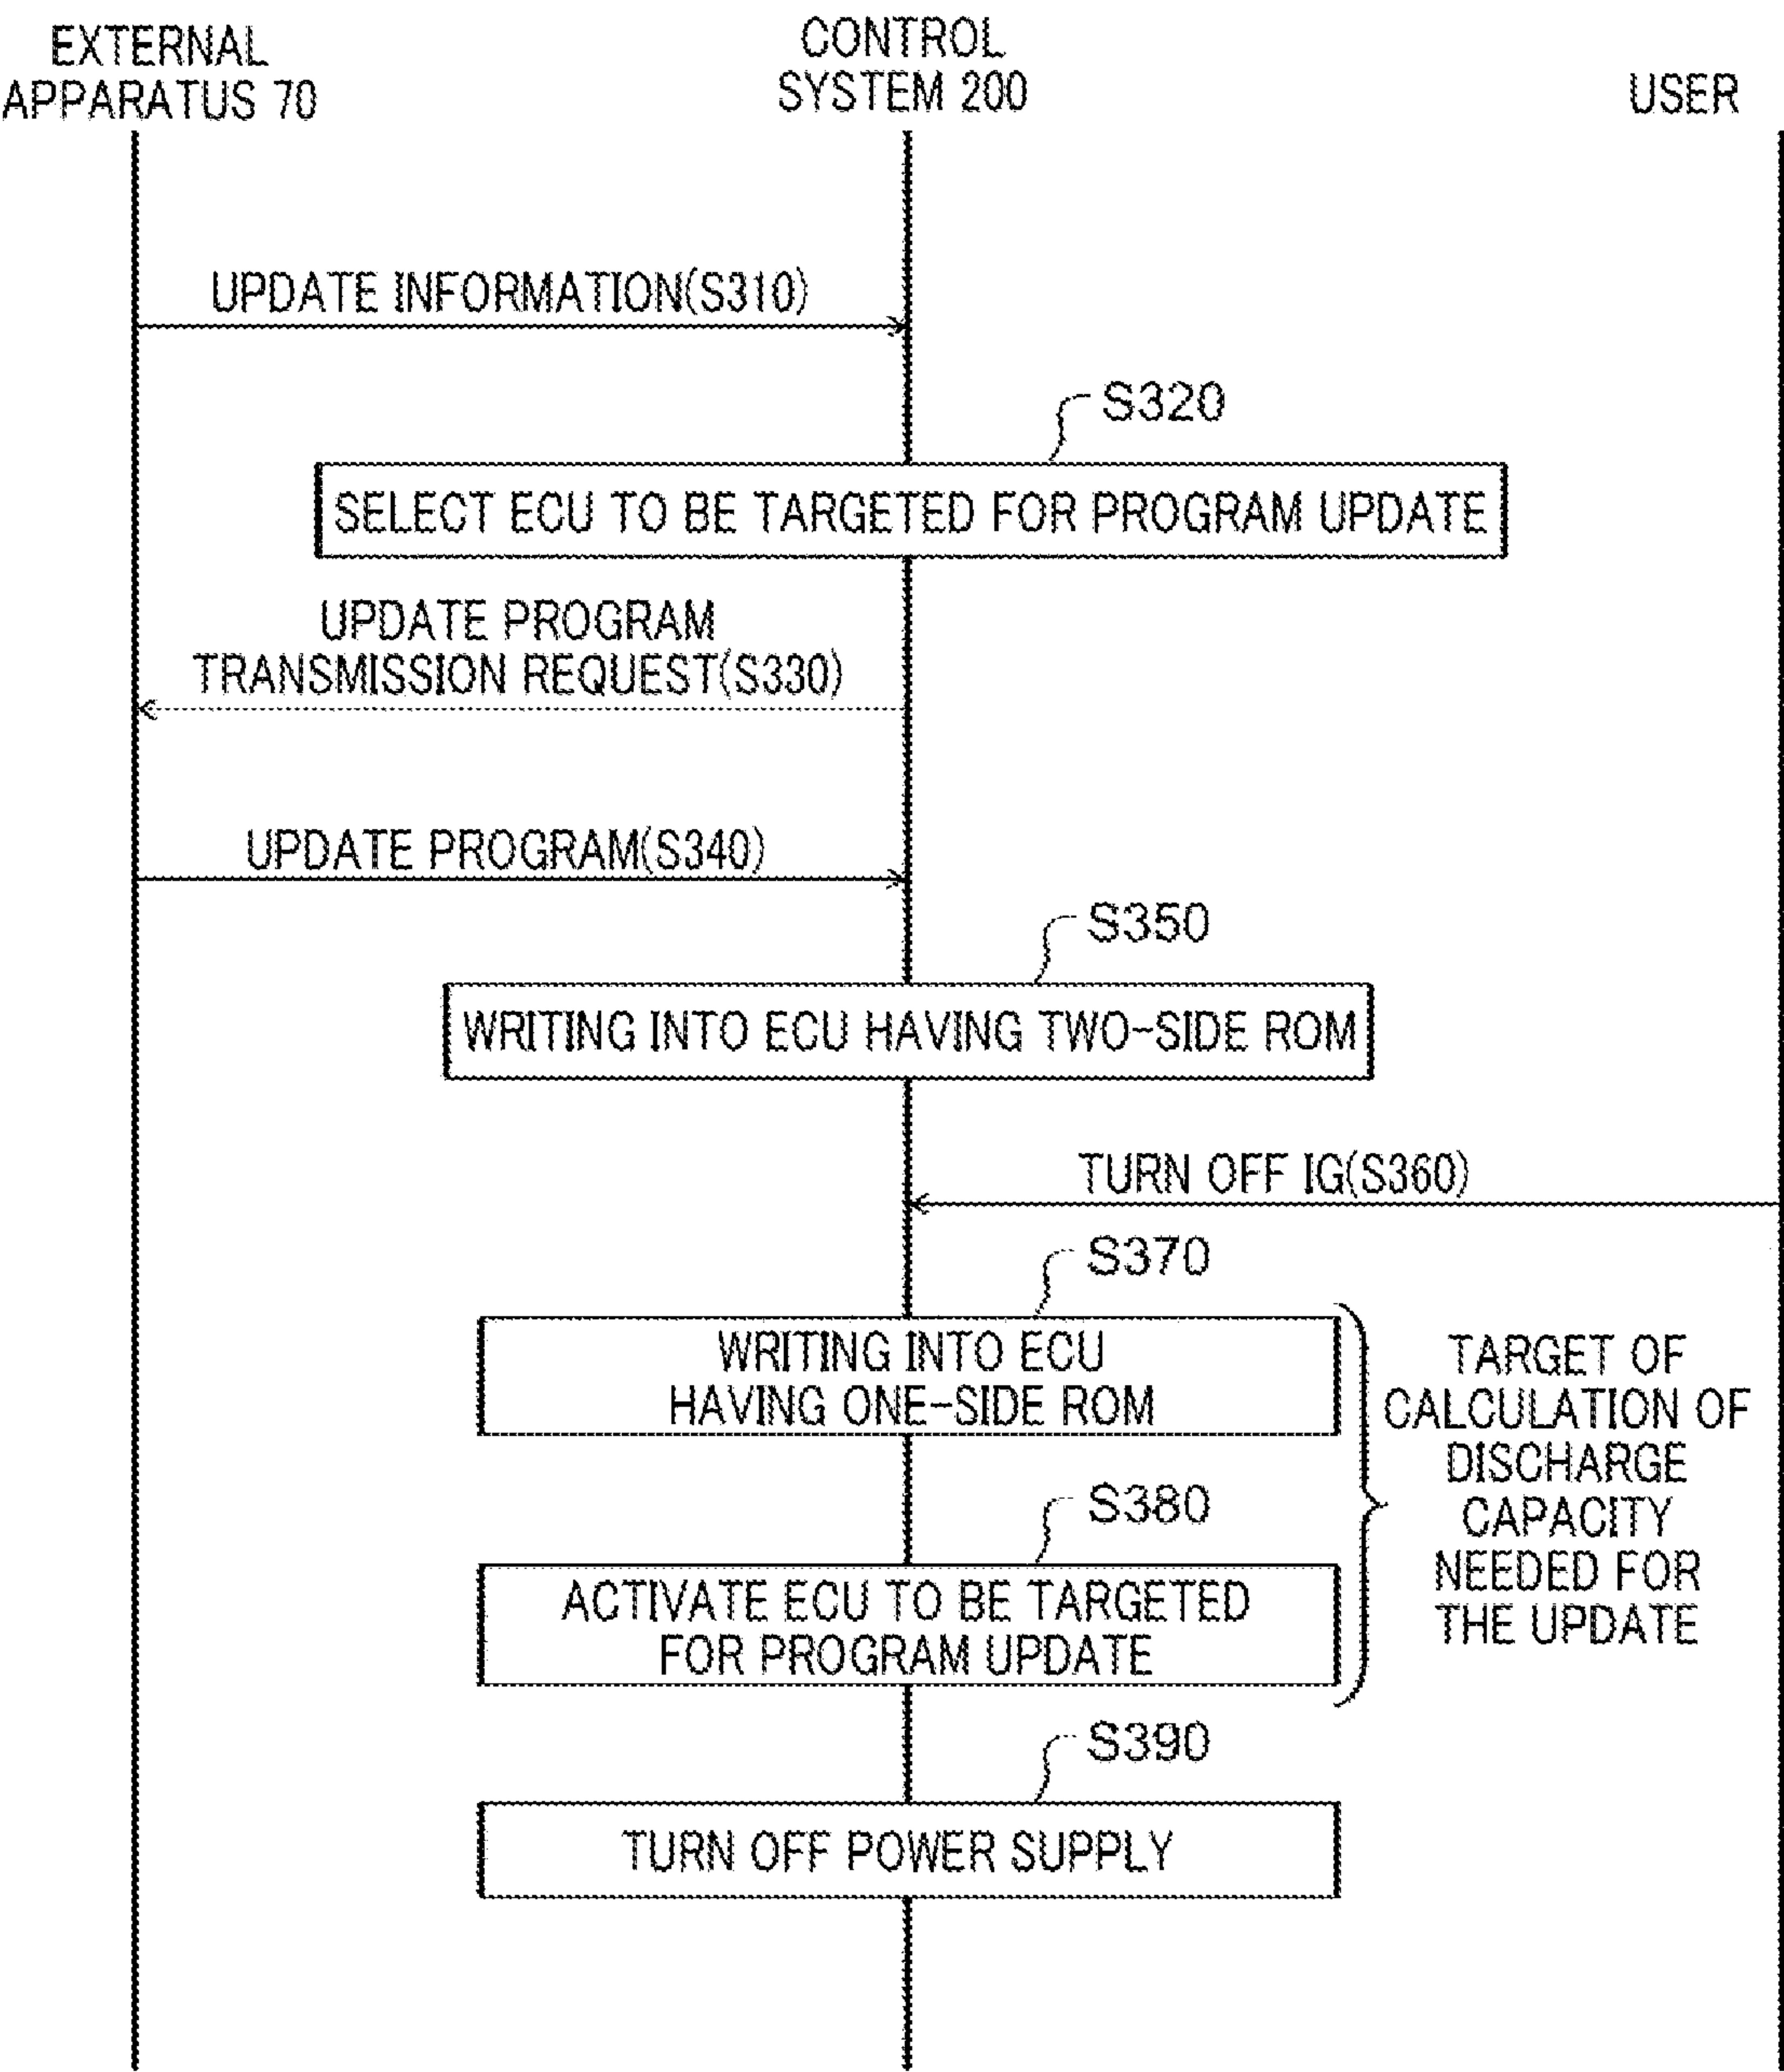 EXTERNAL
APPARATUS 70
CONTROL
SYSTEM 200
USER
UPDATE INFORMATION(S310)
S320
SELECT ECU TO BE TARGETED FOR PROGRAM UPDATE
UPDATE PROGRAM
TRANSMISSION REQUEST(S330)
UPDATE PROGRAM(S340)
S350
WRITING INTO ECU HAVING TWO-SIDE ROM
TURN OFF IG(S360)
S370
WRITING INTO ECU
HAVING ONE-SIDE ROM
S380
ACTIVATE ECU TO BE TARGETED
FOR PROGRAM UPDATE
TARGET OF
CALCULATION OF
DISCHARGE
CAPACITY
NEEDED FOR
THE UPDATE
S390
TURN OFF POWER SUPPLY